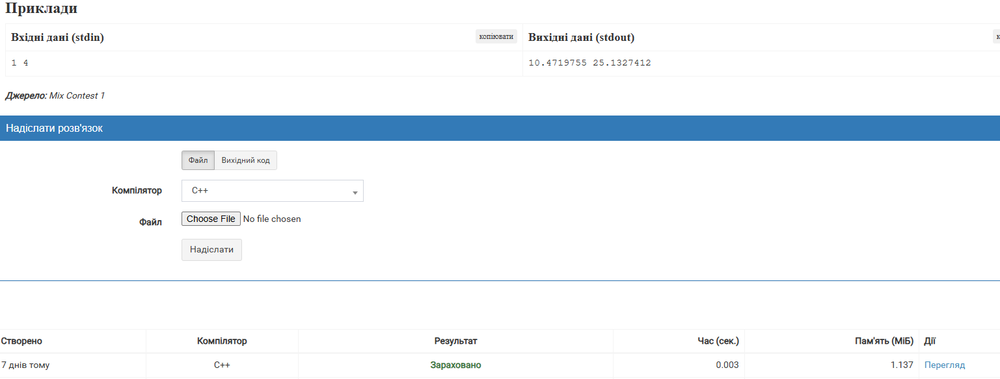 Приклади
Вхідні дані (stdin) копіювати Вихідні дані (stdout)
1 4 10.4719755 25.1327412
Джерело: Mix Contest 1
Надіслати розв'язок
Файл Вихідний код
Компілятор C++
Файл Choose File No file chosen
Надіслати
Створено Компілятор Результат Час (сек.) Пам'ять (МіБ) Дії
7 днів тому C++ Зараховано 0.003 1.137 Перегляд